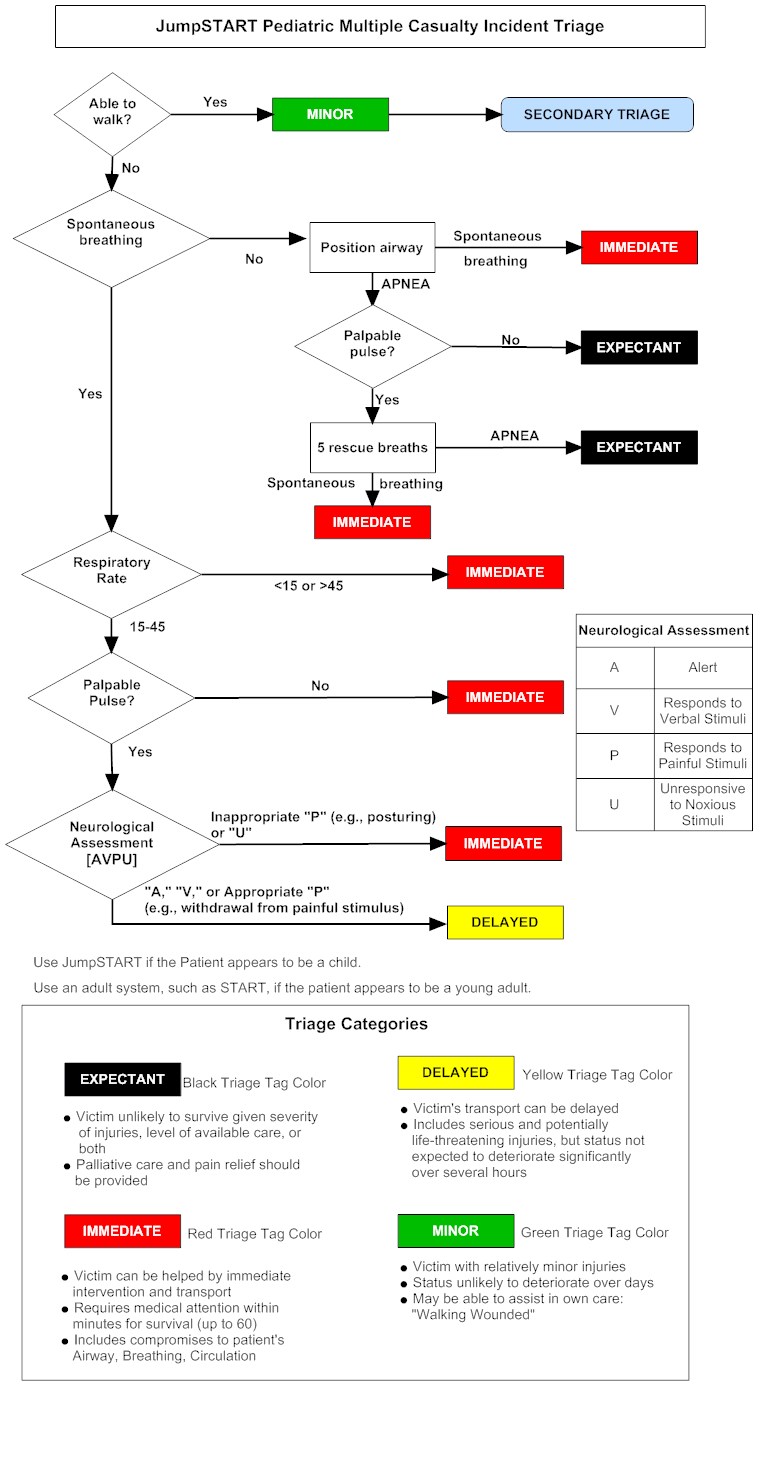 JumpSTART Pediatric Multiple Casualty Incident Triage
Able to
walk?
Yes
MINOR
SECONDARY TRIAGE
No
Spontaneous
breathing
No
Position airway
Spontaneous
breathing
IMMEDIATE
APNEA
Palpable
pulse?
No
EXPECTANT
Yes
Yes
5 rescue breaths
APNEA
EXPECTANT
Spontaneous breathing
IMMEDIATE
Respiratory
Rate
<15 or >45
IMMEDIATE
15-45
Palpable
Pulse?
No
IMMEDIATE
Yes
Neurological
Assessment
[AVPU]
Inappropriate "P" (e.g., posturing)
or "U"
IMMEDIATE
"A," "V," or Appropriate "P"
(e.g., withdrawal from painful stimulus)
DELAYED
Neurological Assessment
A Alert
V Responds to
Verbal Stimuli
P Responds to
Painful Stimuli
U Unresponsive
to Noxious
Stimuli
Use JumpSTART if the Patient appears to be a child.
Use an adult system, such as START, if the patient appears to be a young adult.
Triage Categories
EXPECTANT Black Triage Tag Color
● Victim unlikely to survive given severity
of injuries, level of available care, or
both
● Palliative care and pain relief should
be provided
DELAYED Yellow Triage Tag Color
● Victim's transport can be delayed
● Includes serious and potentially
life-threatening injuries, but status not
expected to deteriorate significantly
over several hours
IMMEDIATE Red Triage Tag Color
● Victim can be helped by immediate
intervention and transport
● Requires medical attention within
minutes for survival (up to 60)
● Includes compromises to patient's
Airway, Breathing, Circulation
MINOR Green Triage Tag Color
● Victim with relatively minor injuries
● Status unlikely to deteriorate over days
● May be able to assist in own care:
"Walking Wounded"